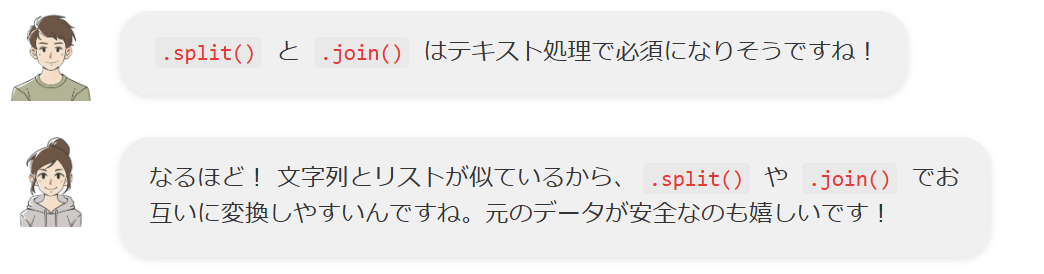 .split() と .join() はテキスト処理で必須になりそうですね！
なるほど！ 文字列とリストが似ているから、 .split() や .join() でお
互いに変換しやすいんですね。元のデータが安全なのも嬉しいです！